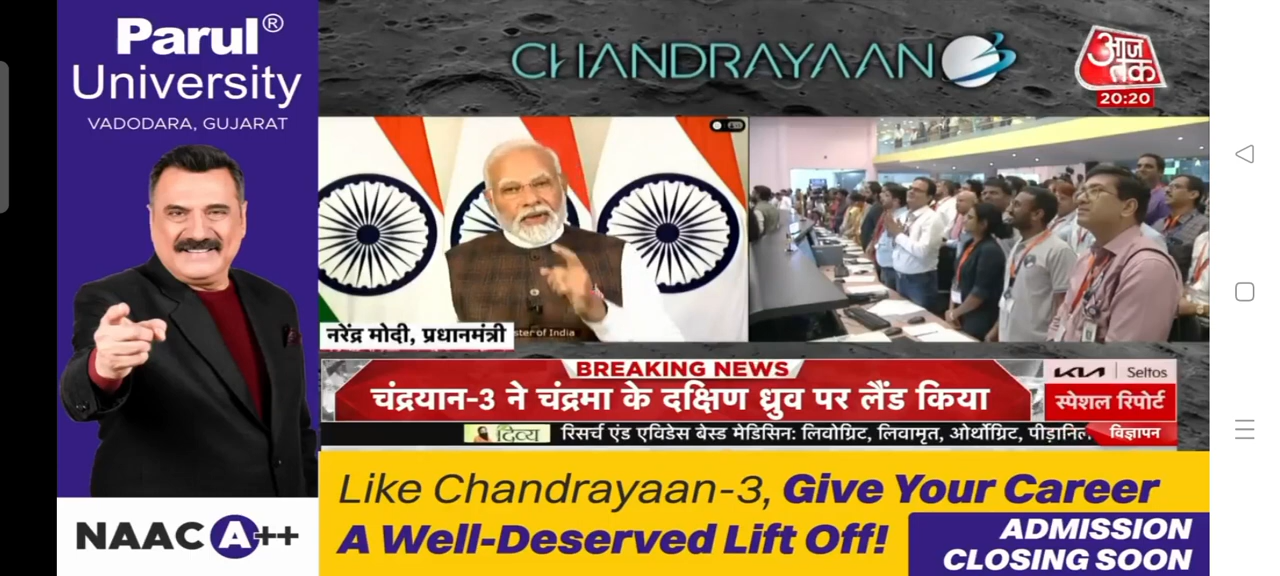 Parul®
University
VADODARA, GUJARAT
NAAC A++
CHANDRAYAAN
आज
तक
20:20
नरेंद्र मोदी, प्रधानमंत्री
ster of India
BREAKING NEWS
चंद्रयान-3 ने चंद्रमा के दक्षिण ध्रुव पर लैंड किया
KIA | Seltos
स्पेशल रिपोर्ट
दिव्य रिसर्च एंड एविडेंस बेस्ड मेडिसिन: लिवोग्रिट, लिवामृत, ऑर्थोग्रिट, पीड़ानिल
विज्ञापन
Like Chandrayaan-3, Give Your Career
A Well-Deserved Lift Off!
ADMISSION
CLOSING SOON